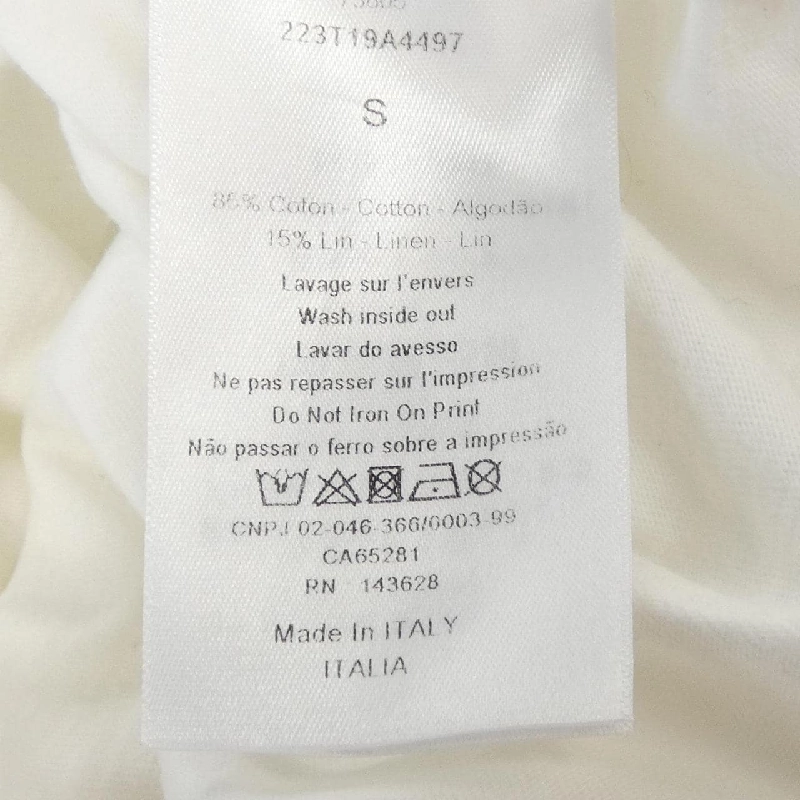 223T19A4497
S
85% Coton - Cotton - Algodão
15% Lin - Linen - Lin
Lavage sur l'envers
Wash inside out
Lavar do avesso
Ne pas repasser sur l'impression
Do Not Iron On Print
Não passar o ferro sobre a impressão
CNPJ 02-046-366/0003-99
CA65281
RN 143628
Made In ITALY
ITALIA